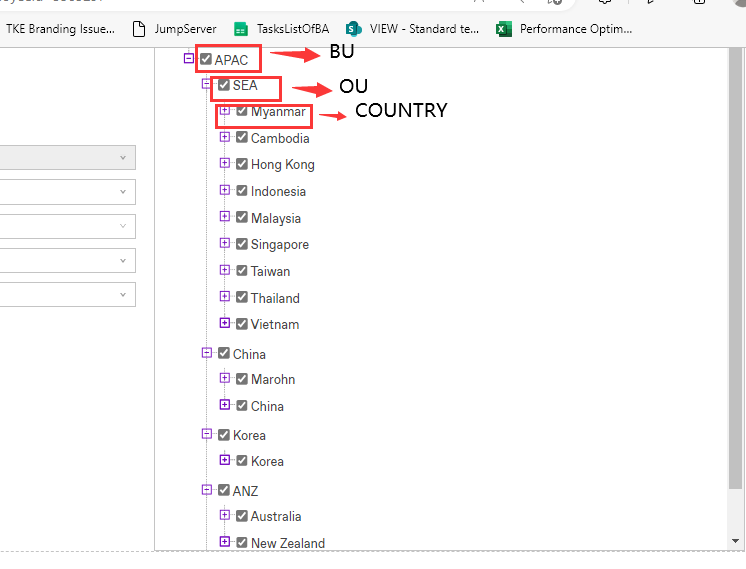 TKE Branding Issue...
JumpServer
TasksListOfBA
VIEW - Standard te...
Performance Optim...
APAC
BU
SEA
OU
Myanmar
COUNTRY
Cambodia
Hong Kong
Indonesia
Malaysia
Singapore
Taiwan
Thailand
Vietnam
China
Marohn
China
Korea
Korea
ANZ
Australia
New Zealand